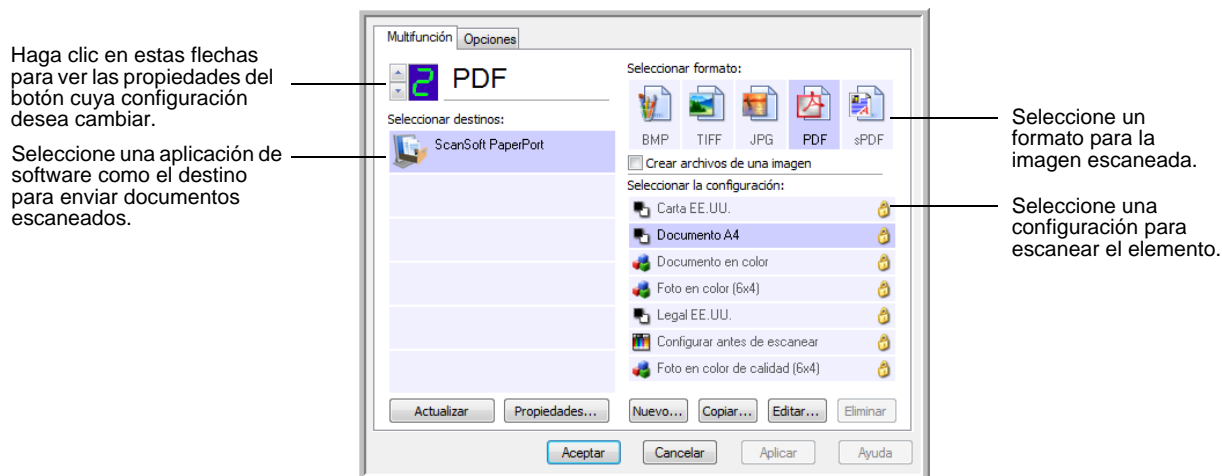 Haga clic en estas flechas
para ver las propiedades del
botón cuya configuración
desea cambiar.
Seleccione una aplicación de
software como el destino
para enviar documentos
escaneados.
Multifunción Opciones
2 PDF
Seleccionar destinos:
ScanSoft PaperPort
Actualizar Propiedades...
Seleccionar formato:
BMP TIFF JPG PDF sPDF
Crear archivos de una imagen
Seleccionar la configuración:
Carta EE.UU.
Documento A4
Documento en color
Foto en color (6x4)
Legal EE.UU.
Configurar antes de escanear
Foto en color de calidad (6x4)
Nuevo... Copiar... Editar... Eliminar
Aceptar Cancelar Aplicar Ayuda
Seleccione un
formato para la
imagen escaneada.
Seleccione una
configuración para
escanear el elemento.